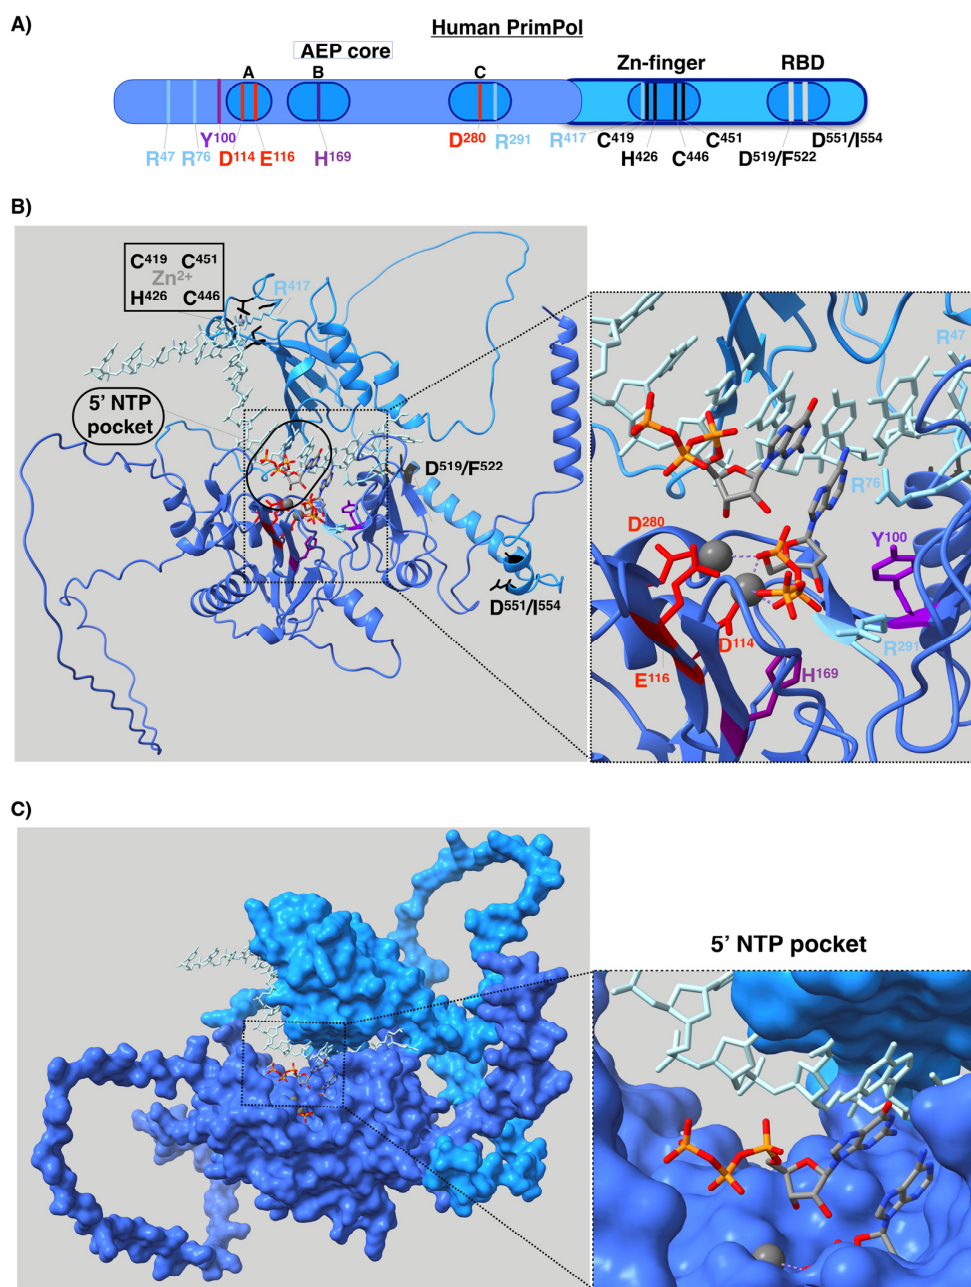 A)
Human PrimPol
AEP core
Zn-finger
RBD
A
B
C
Y¹⁰⁰
D²⁸⁰
R²⁹¹
R⁴¹⁷
C⁴¹⁹
C⁴⁵¹
D⁵⁵¹/I⁵⁵⁴
R⁴⁷
R⁷⁶
D¹¹⁴
E¹¹⁶
H¹⁶⁹
H⁴²⁶
C⁴⁴⁶
D⁵¹⁹/F⁵²²
B)
C⁴¹⁹ C⁴⁵¹
Zn²⁺
H⁴²⁶ C⁴⁴⁶
R⁴¹⁷
5’ NTP
pocket
D⁵¹⁹/F⁵²²
D⁵⁵¹/I⁵⁵⁴
R⁴⁷
R⁷⁶
D²⁸⁰
Y¹⁰⁰
D¹¹⁴
R²⁹¹
E¹¹⁶
H¹⁶⁹
C)
5’ NTP pocket